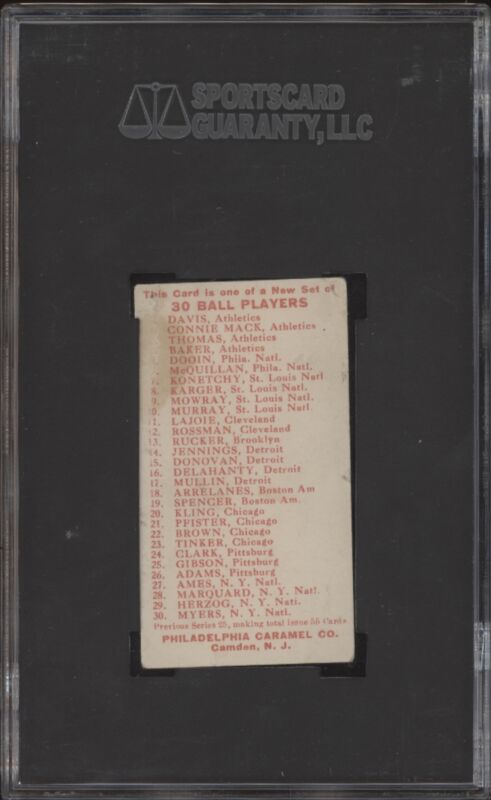 SPORTSCARD
GUARANTY, LLC
This Card is one of a New Set of
30 BALL PLAYERS
DAVIS, Athletics
CONNIE MACK, Athletics
THOMAS, Athletics
BAKER, Athletics
DOOIN, Phila. Natl.
McQUILLAN, Phila. Natl.
7. KONETCHY, St. Louis Natl
8. KARGER, St. Louis Natl.
9. MOWRAY, St. Louis Natl.
0. MURRAY, St. Louis Natl
1. LAJOIE, Cleveland
12. ROSSMAN, Cleveland
13. RUCKER, Brooklyn
14. JENNINGS, Detroit
15. DONOVAN, Detroit
16. DELAHANTY, Detroit
17. MULLIN, Detroit
18. ARRELANES, Boston Am
19. SPENCER, Boston Am.
20. KLING, Chicago
21. PFISTER, Chicago
22. BROWN, Chicago
23. TINKER, Chicago
24. CLARK, Pittsburg
25. GIBSON, Pittsburg
26. ADAMS, Pittsburg
27. AMES, N. Y. Natl.
28. MARQUARD, N. Y. Natl.
29. HERZOG, N. Y. Natl.
30. MYERS, N. Y. Natl.
Previous Series 25, making total issue 55 Cards
PHILADELPHIA CARAMEL CO.
Camden, N. J.